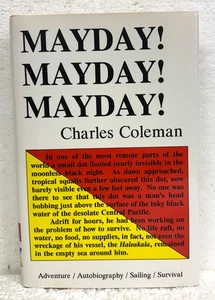 MAYDAY!
MAYDAY!
MAYDAY!
Charles Coleman
In one of the most remote parts of the
world a small dot floated nearly invisible in the
moonless black night. As dawn approached,
tropical squalls further obscured this dot, now
barely visible even a few feet away. No one was
there to see that this dot was a man's head
bobbing just above the surface of the inky black
water of the desolate Central Pacific.
Adrift for hours, he had been working on
the problem of how to survive. No life raft, no
water, no food, no supplies, in fact, not even the
wreckage of his vessel, the Haleakala, remained
in the empty sea around him.
Adventure / Autobiography / Sailing / Survival